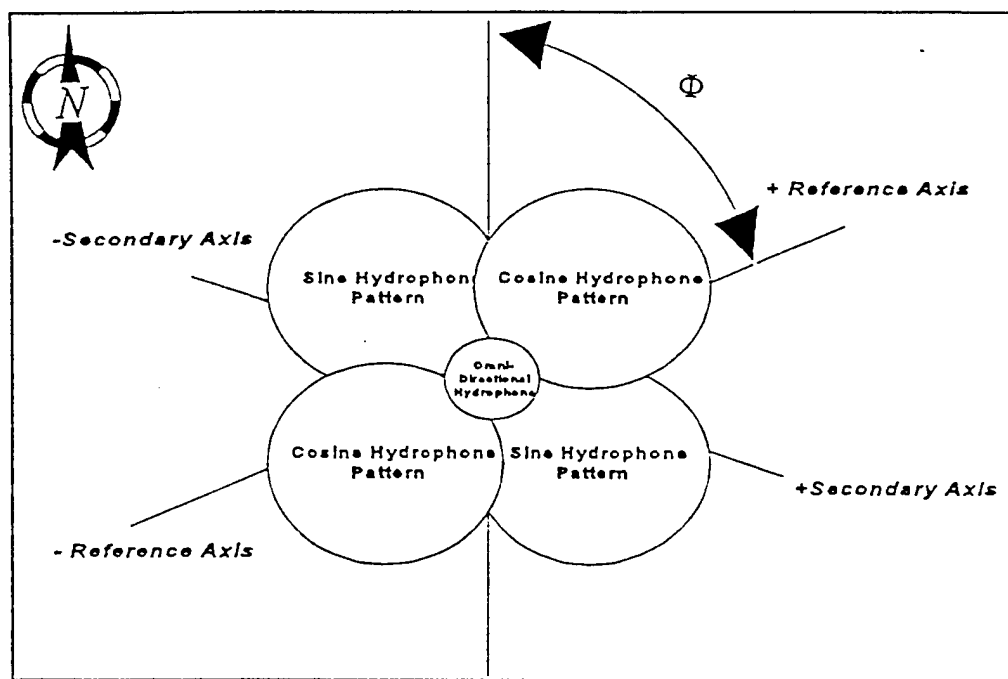 N
Φ
+ Reference Axis
-Secondary Axis
Sine Hydrophone
Pattern
Cosine Hydrophone
Pattern
Omni-
Directional
Hydrophone
Cosine Hydrophone
Pattern
Sine Hydrophone
Pattern
+Secondary Axis
- Reference Axis